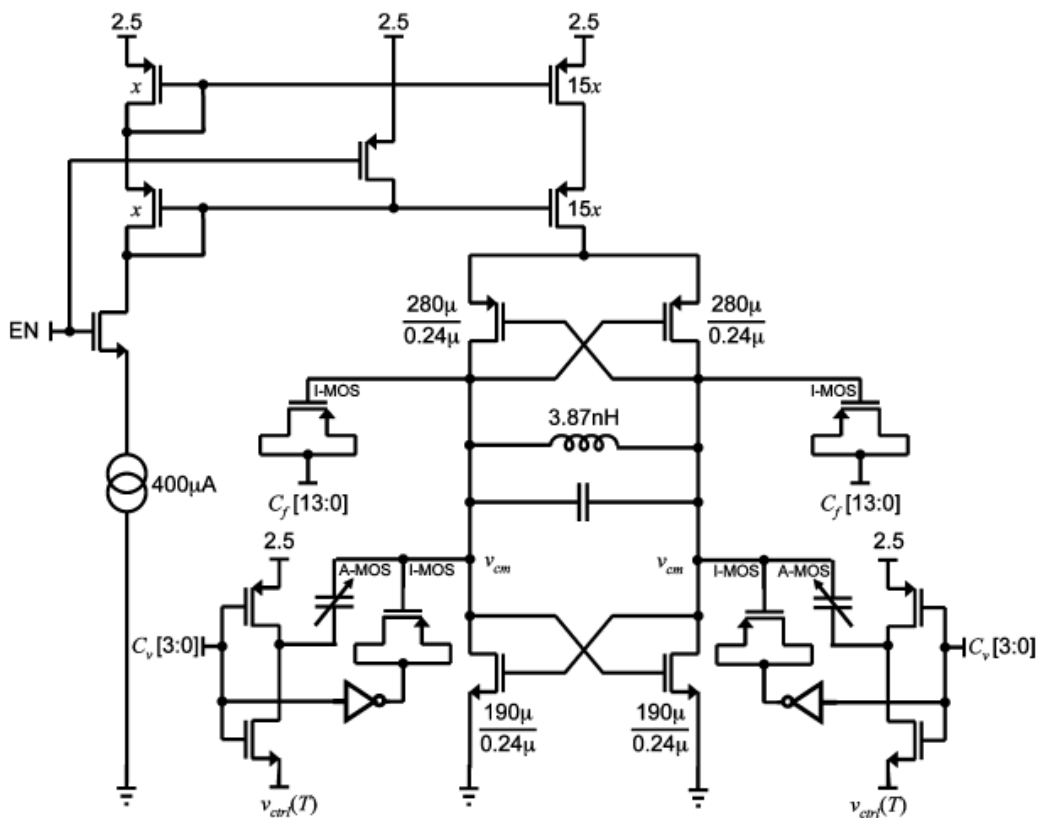 2.5 2.5 2.5
x 15x
x 15x
280μ 280μ
0.24μ 0.24μ
EN
I-MOS I-MOS
3.87nH
400μA
C_f [13:0] C_f [13:0]
2.5 2.5
A-MOS I-MOS v_cm v_cm I-MOS A-MOS
C_v [3:0] C_v [3:0]
190μ 190μ
0.24μ 0.24μ
v_ctrl(T) v_ctrl(T)